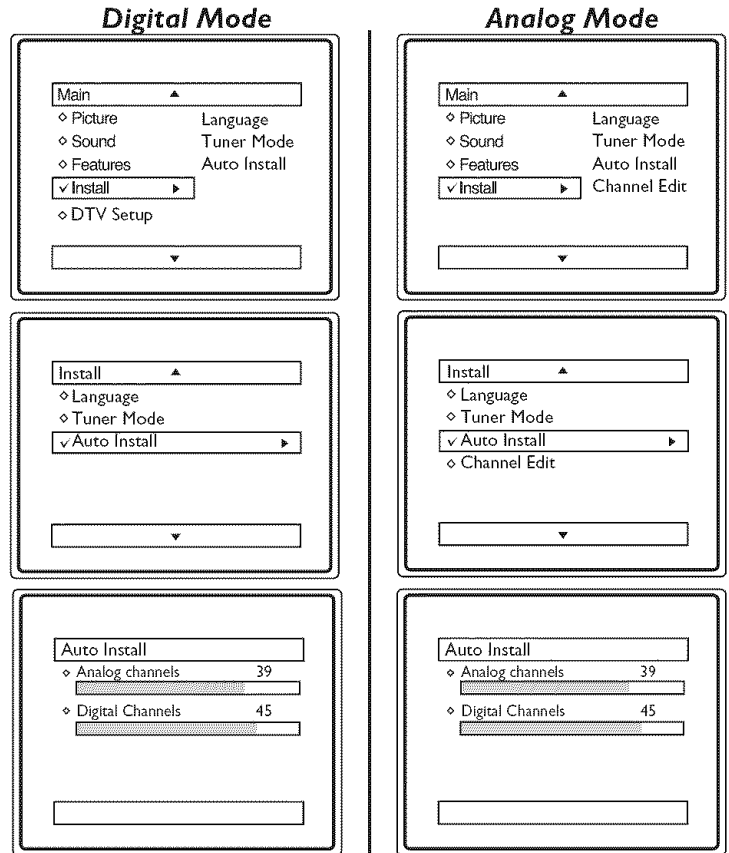 Digital Mode
Main
Picture Language
Sound Tuner Mode
Features Auto Install
Install
DTV Setup
Install
Language
Tuner Mode
Auto Install
Auto Install
Analog channels 39
Digital Channels 45
Analog Mode
Main
Picture Language
Sound Tuner Mode
Features Auto Install
Install Channel Edit
Install
Language
Tuner Mode
Auto Install
Channel Edit
Auto Install
Analog channels 39
Digital Channels 45